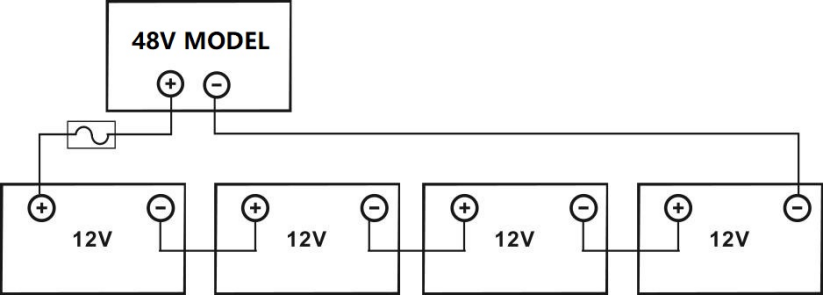 48V MODEL
+ −
+ − + − + − + −
12V 12V 12V 12V